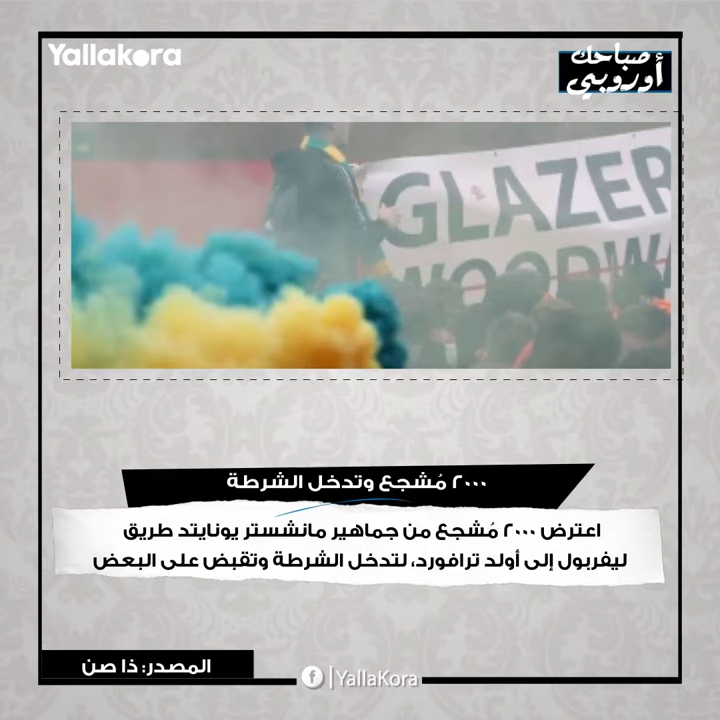 Yallakora
صباحك
أوروبي
GLAZER
WOODWA
٢٠٠٠ مُشجع وتدخل الشرطة
اعترض ٢٠٠٠ مُشجع من جماهير مانشستر يونايتد طريق
ليفربول إلى أولد ترافورد، لتدخل الشرطة وتقبض على البعض
المصدر: ذا صن
f | YallaKora